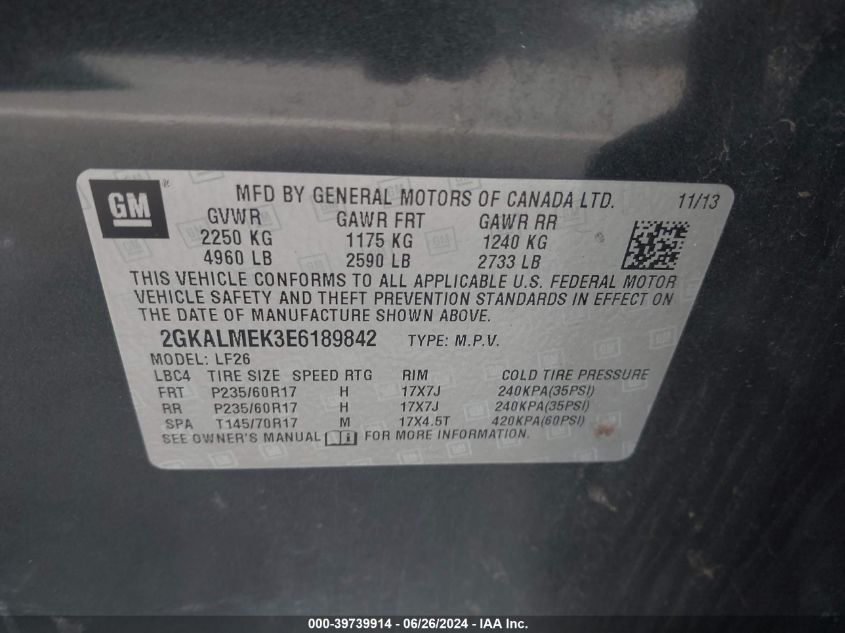 GM ®
MFD BY GENERAL MOTORS OF CANADA LTD. 11/13
GVWR GAWR FRT GAWR RR
2250 KG 1175 KG 1240 KG
4960 LB 2590 LB 2733 LB
THIS VEHICLE CONFORMS TO ALL APPLICABLE U.S. FEDERAL MOTOR
VEHICLE SAFETY AND THEFT PREVENTION STANDARDS IN EFFECT ON
THE DATE OF MANUFACTURE SHOWN ABOVE.
2GKALMEK3E6189842 TYPE: M.P.V.
MODEL: LF26
LBC4 TIRE SIZE SPEED RTG RIM COLD TIRE PRESSURE
FRT P235/60R17 H 17X7J 240KPA(35PSI)
RR P235/60R17 H 17X7J 240KPA(35PSI)
SPA T145/70R17 M 17X4.5T 420KPA(60PSI)
SEE OWNER'S MANUAL FOR MORE INFORMATION.
000-39739914 - 06/26/2024 - IAA Inc.